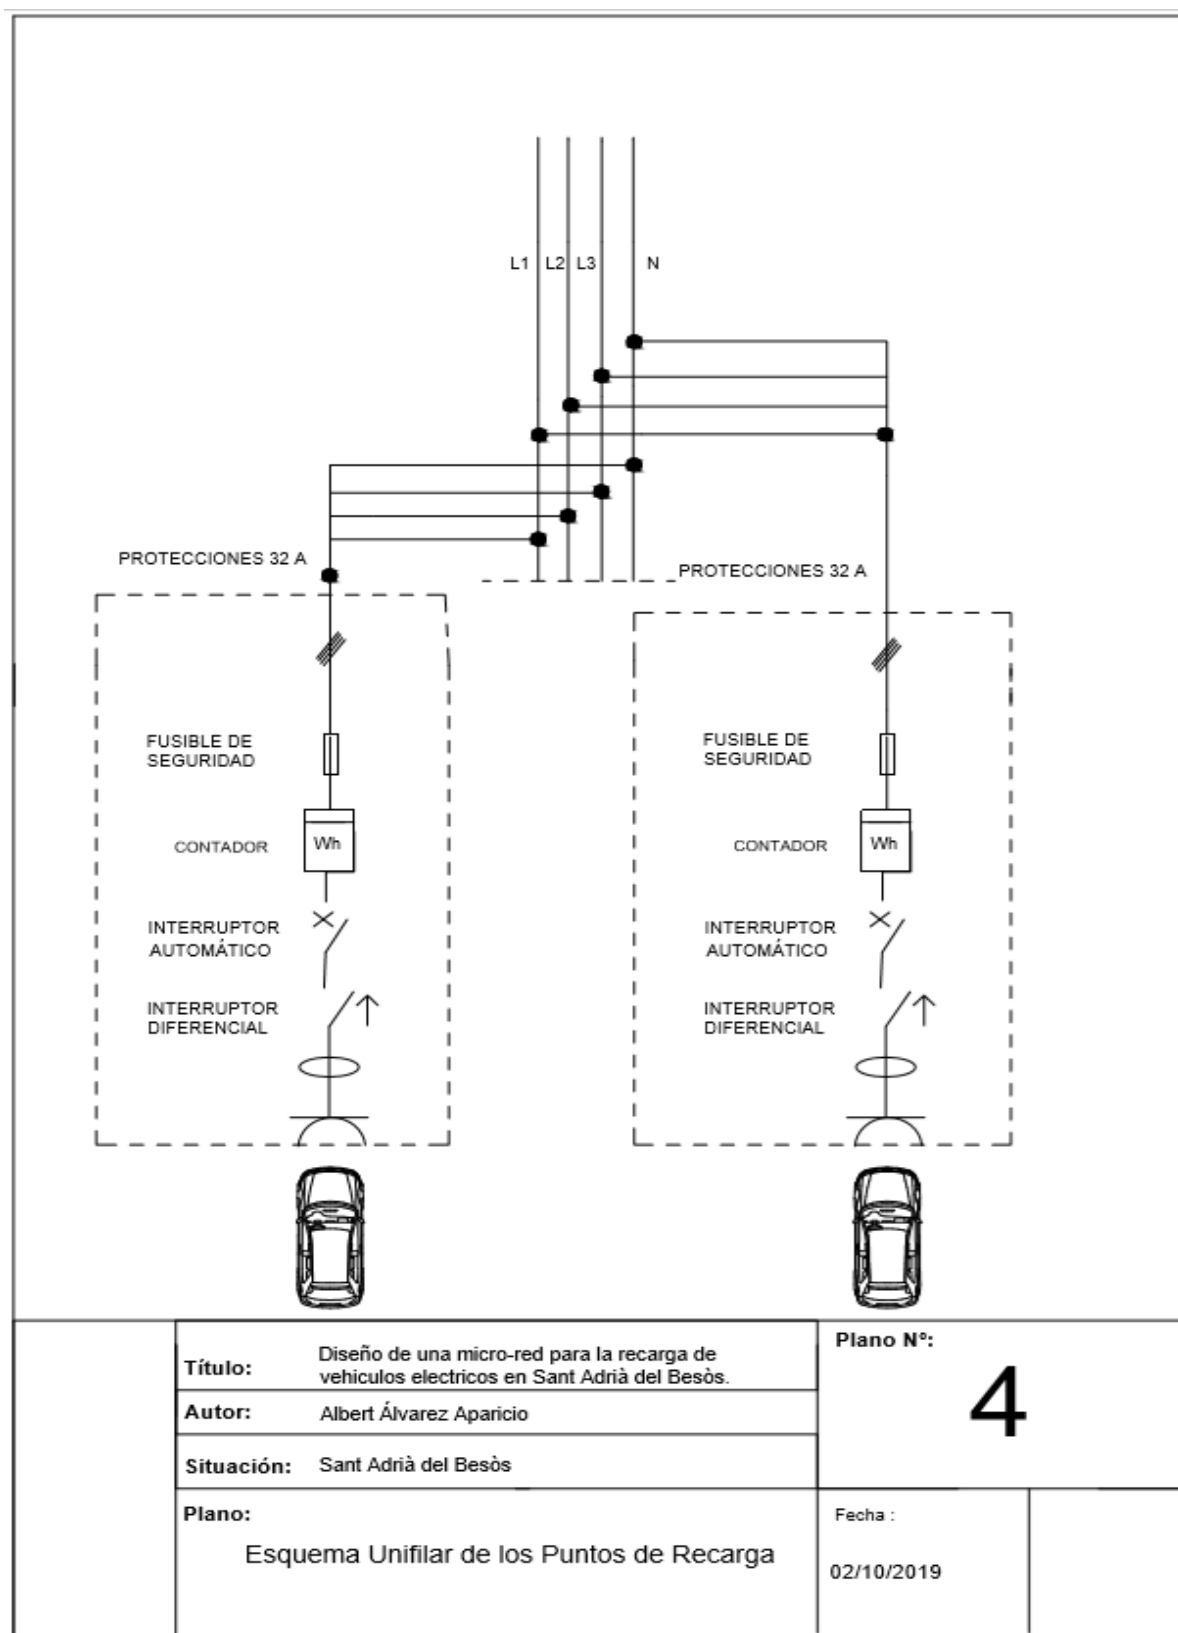 L1 L2 L3 N
PROTECCIONES 32 A
PROTECCIONES 32 A
FUSIBLE DE
SEGURIDAD
CONTADOR
Wh
INTERRUPTOR
AUTOMÁTICO
INTERRUPTOR
DIFERENCIAL
FUSIBLE DE
SEGURIDAD
CONTADOR
Wh
INTERRUPTOR
AUTOMÁTICO
INTERRUPTOR
DIFERENCIAL
Título: Diseño de una micro-red para la recarga de
vehiculos electricos en Sant Adrià del Besòs.
Autor: Albert Álvarez Aparicio
Situación: Sant Adrià del Besòs
Plano Nº:
4
Plano:
Esquema Unifilar de los Puntos de Recarga
Fecha :
02/10/2019